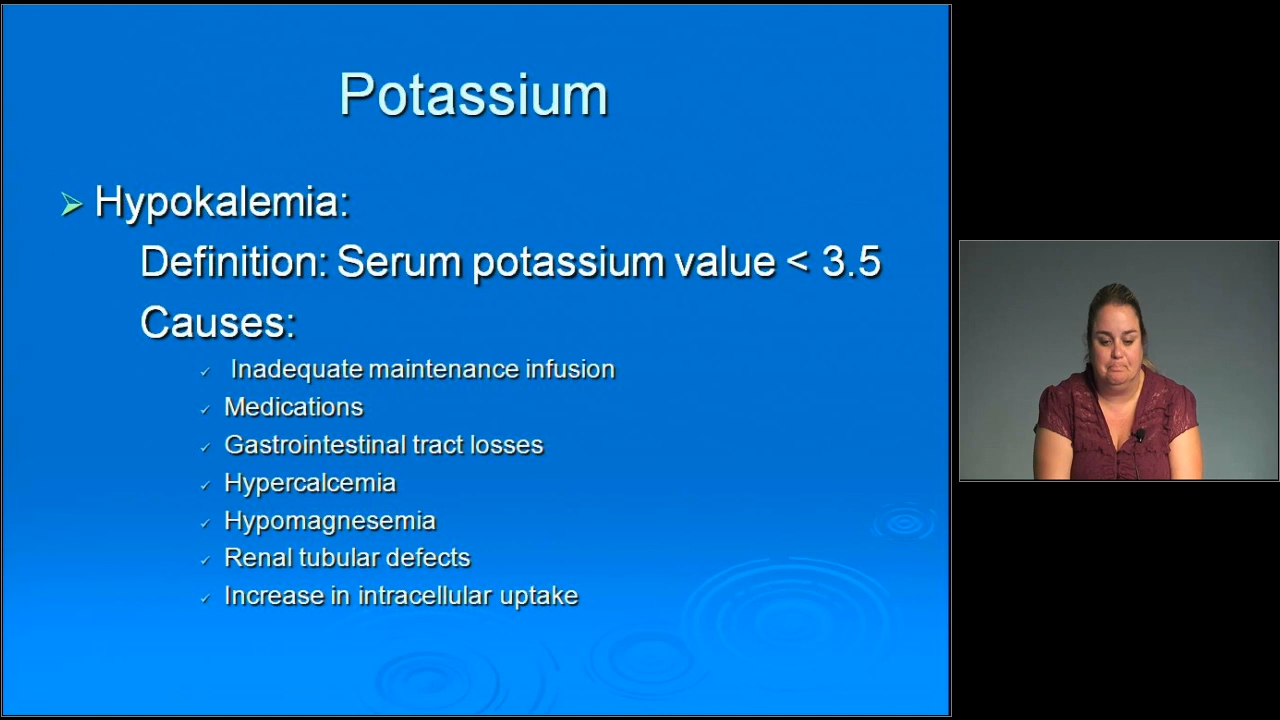 Potassium
Hypokalemia:
Definition: Serum potassium value < 3.5
Causes:
Inadequate maintenance infusion
Medications
Gastrointestinal tract losses
Hypercalcemia
Hypomagnesemia
Renal tubular defects
Increase in intracellular uptake